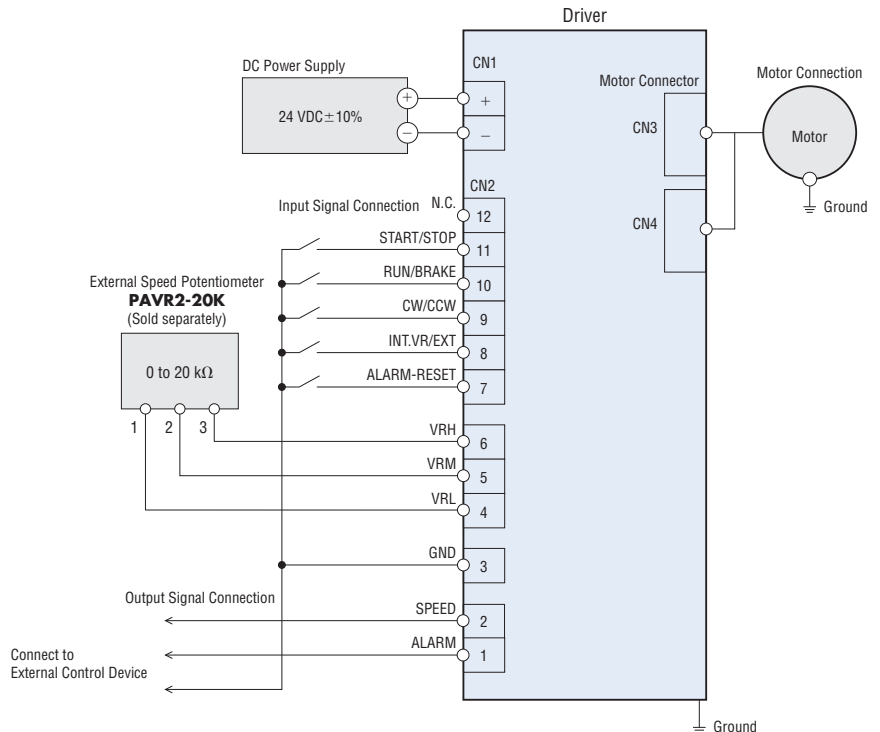 Driver
DC Power Supply
24 VDC±10%
+
−
CN1
+
−
Motor Connector
CN3
CN4
Motor Connection
Motor
Ground
CN2
Input Signal Connection
N.C.
12
START/STOP
11
RUN/BRAKE
10
CW/CCW
9
INT.VR/EXT
8
ALARM-RESET
7
External Speed Potentiometer
PAVR2-20K
(Sold separately)
0 to 20 kΩ
1 2 3
VRH
6
VRM
5
VRL
4
GND
3
Output Signal Connection
SPEED
2
ALARM
1
Connect to
External Control Device
Ground